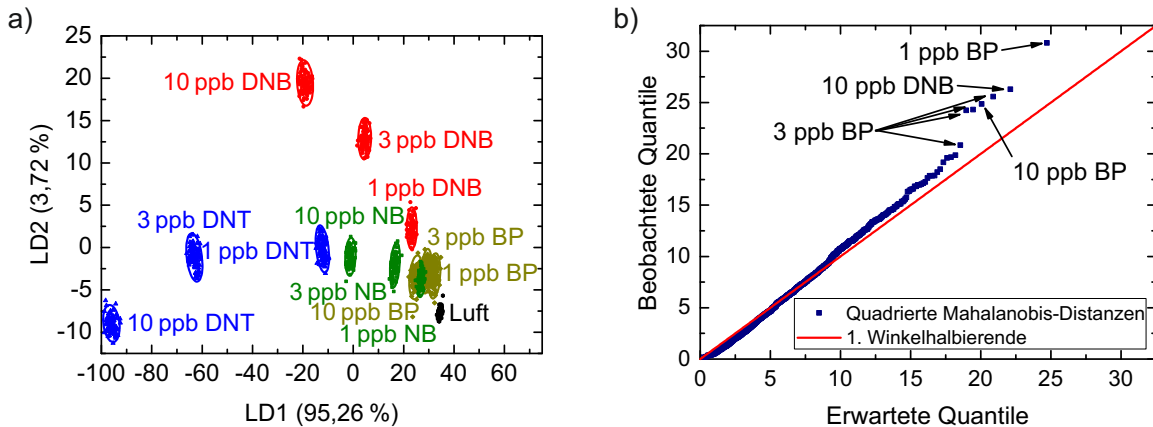 a)
25
20
15
10
5
0
-5
-10
LD2 (3,72 %)
-100
-80
-60
-40
-20
0
20
40
60
LD1 (95,26 %)
10 ppb DNB
3 ppb DNB
1 ppb DNB
3 ppb DNT
1 ppb DNT
10 ppb NB
3 ppb BP
1 ppb BP
3 ppb NB
10 ppb BP
Luft
10 ppb DNT
1 ppb NB
b)
30
25
20
15
10
5
0
Beobachtete Quantile
0
5
10
15
20
25
30
Erwartete Quantile
1 ppb BP
10 ppb DNB
3 ppb BP
10 ppb BP
Quadrierte Mahalanobis-Distanzen
1. Winkelhalbierende